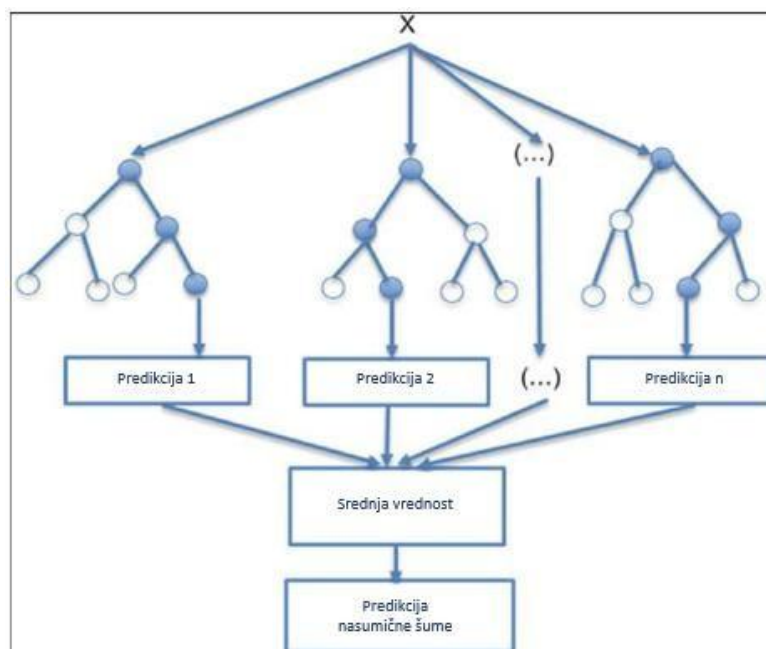 X
(...)
Predikcija 1
Predikcija 2
(...)
Predikcija n
Srednja vrednost
Predikcija
nasumične šume